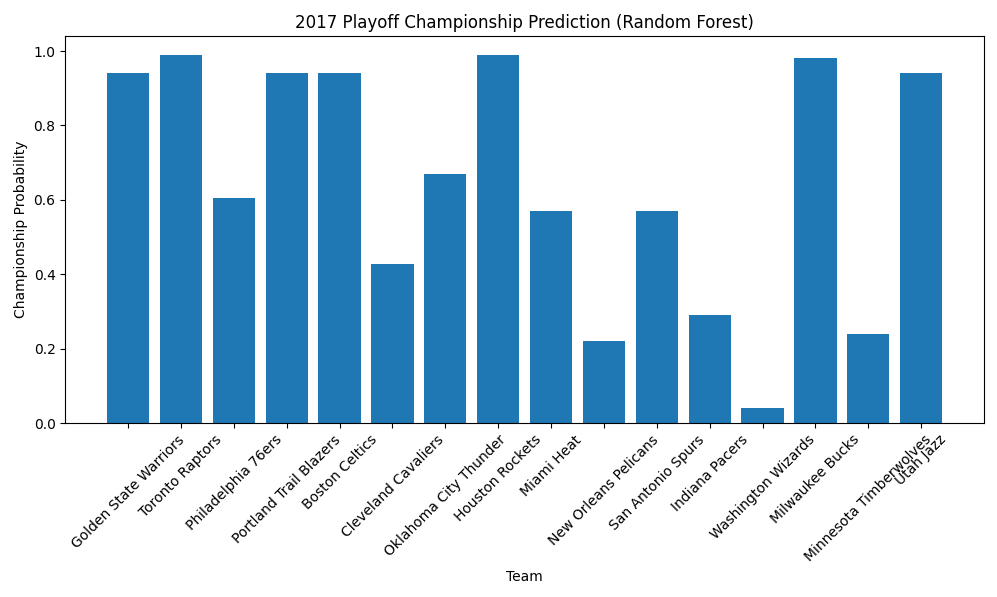 2017 Playoff Championship Prediction (Random Forest)
Championship Probability
1.0
0.8
0.6
0.4
0.2
0.0
Golden State Warriors
Toronto Raptors
Philadelphia 76ers
Portland Trail Blazers
Boston Celtics
Cleveland Cavaliers
Oklahoma City Thunder
Houston Rockets
Miami Heat
New Orleans Pelicans
San Antonio Spurs
Indiana Pacers
Washington Wizards
Milwaukee Bucks
Minnesota Timberwolves
Utah Jazz
Team